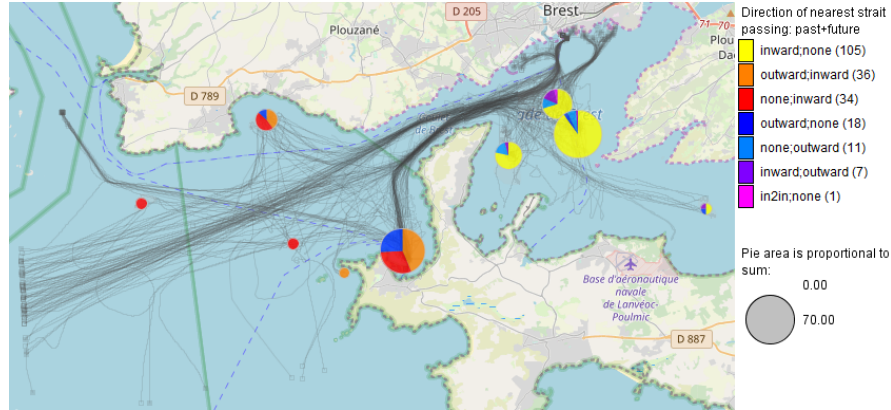 Plouzané
D 205
Brest
71
70
Plou
Da
D 789
Base d'aéronautique
navale
de Lanvéoc-
Poulmic
D 887
Direction of nearest strait
passing: past+future
inward;none (105)
outward;inward (36)
none;inward (34)
outward;none (18)
none;outward (11)
inward;outward (7)
in2in;none (1)
Pie area is proportional to
sum:
0.00
70.00